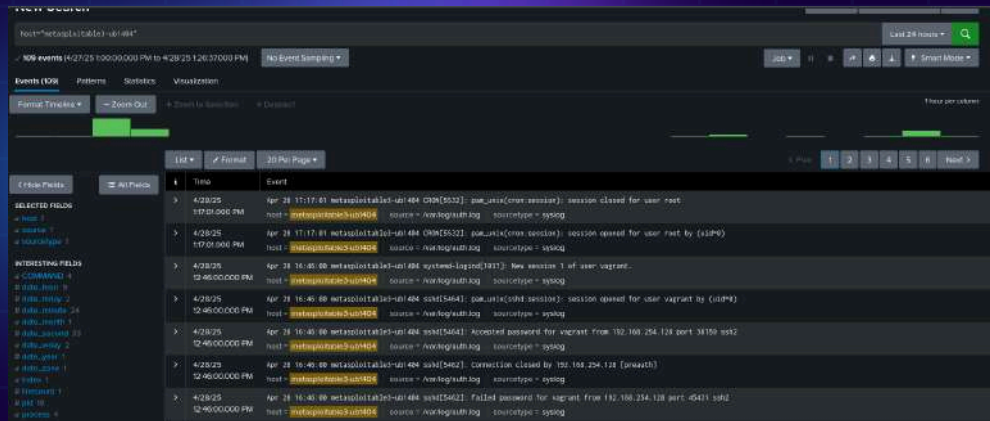 New Search
host="metasploitable3-ub1404"
Last 24 hours
109 events (4/27/25 1:00:00.000 PM to 4/28/25 1:26:37.000 PM)
No Event Sampling
Job
Smart Mode
Events (109) Patterns Statistics Visualization
Format Timeline
— Zoom Out
+ Zoom to Selection
× Deselect
1 hour per column
List
Format
20 Per Page
< Prev 1 2 3 4 5 6 Next >
< Hide Fields
All Fields
i Time Event
SELECTED FIELDS
a host 1
a source 1
a sourcetype 1
INTERESTING FIELDS
a COMMAND 4
# date_hour 9
# date_mday 2
# date_minute 24
a date_month 1
# date_second 33
a date_wday 2
# date_year 1
a date_zone 1
a index 1
# linecount 1
# pid 18
a process 4
> 4/28/25 Apr 28 17:17:01 metasploitable3-ub1404 CRON[5532]: pam_unix(cron:session): session closed for user root
1:17:01.000 PM host = metasploitable3-ub1404 source = /var/log/auth.log sourcetype = syslog
> 4/28/25 Apr 28 17:17:01 metasploitable3-ub1404 CRON[5532]: pam_unix(cron:session): session opened for user root by (uid=0)
1:17:01.000 PM host = metasploitable3-ub1404 source = /var/log/auth.log sourcetype = syslog
> 4/28/25 Apr 28 16:46:00 metasploitable3-ub1404 systemd-logind[1037]: New session 1 of user vagrant.
12:46:00.000 PM host = metasploitable3-ub1404 source = /var/log/auth.log sourcetype = syslog
> 4/28/25 Apr 28 16:46:00 metasploitable3-ub1404 sshd[5464]: pam_unix(sshd:session): session opened for user vagrant by (uid=0)
12:46:00.000 PM host = metasploitable3-ub1404 source = /var/log/auth.log sourcetype = syslog
> 4/28/25 Apr 28 16:46:00 metasploitable3-ub1404 sshd[5464]: Accepted password for vagrant from 192.168.254.128 port 38150 ssh2
12:46:00.000 PM host = metasploitable3-ub1404 source = /var/log/auth.log sourcetype = syslog
> 4/28/25 Apr 28 16:46:00 metasploitable3-ub1404 sshd[5462]: Connection closed by 192.168.254.128 [preauth]
12:46:00.000 PM host = metasploitable3-ub1404 source = /var/log/auth.log sourcetype = syslog
> 4/28/25 Apr 28 16:46:00 metasploitable3-ub1404 sshd[5462]: Failed password for vagrant from 192.168.254.128 port 45431 ssh2
12:46:00.000 PM host = metasploitable3-ub1404 source = /var/log/auth.log sourcetype = syslog